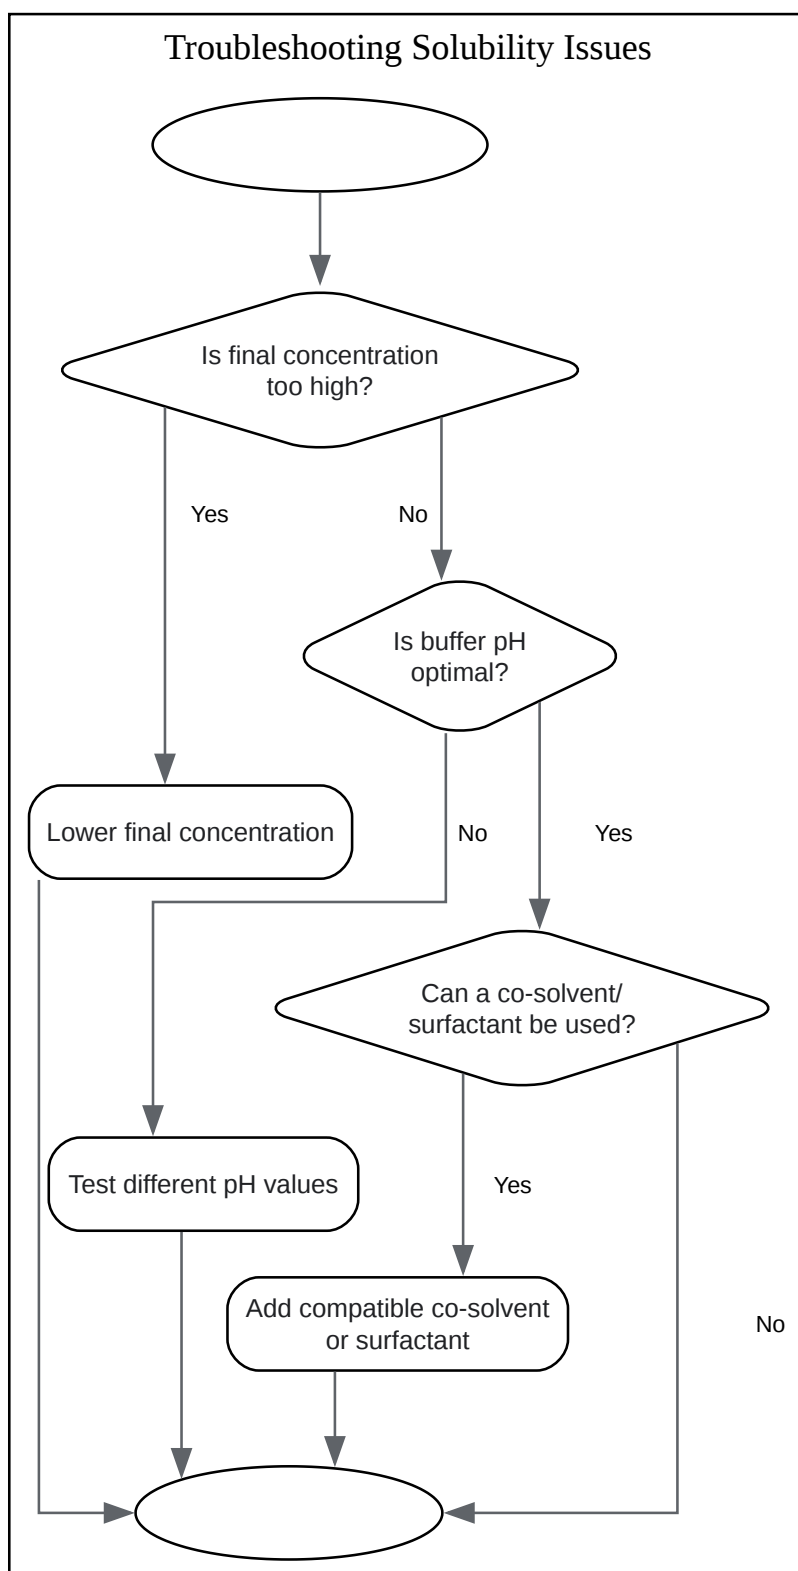 Troubleshooting Solubility Issues
Is final concentration
too high?
Yes
No
Is buffer pH
optimal?
Lower final concentration
No
Yes
Can a co-solvent/
surfactant be used?
Test different pH values
Yes
Add compatible co-solvent
or surfactant
No